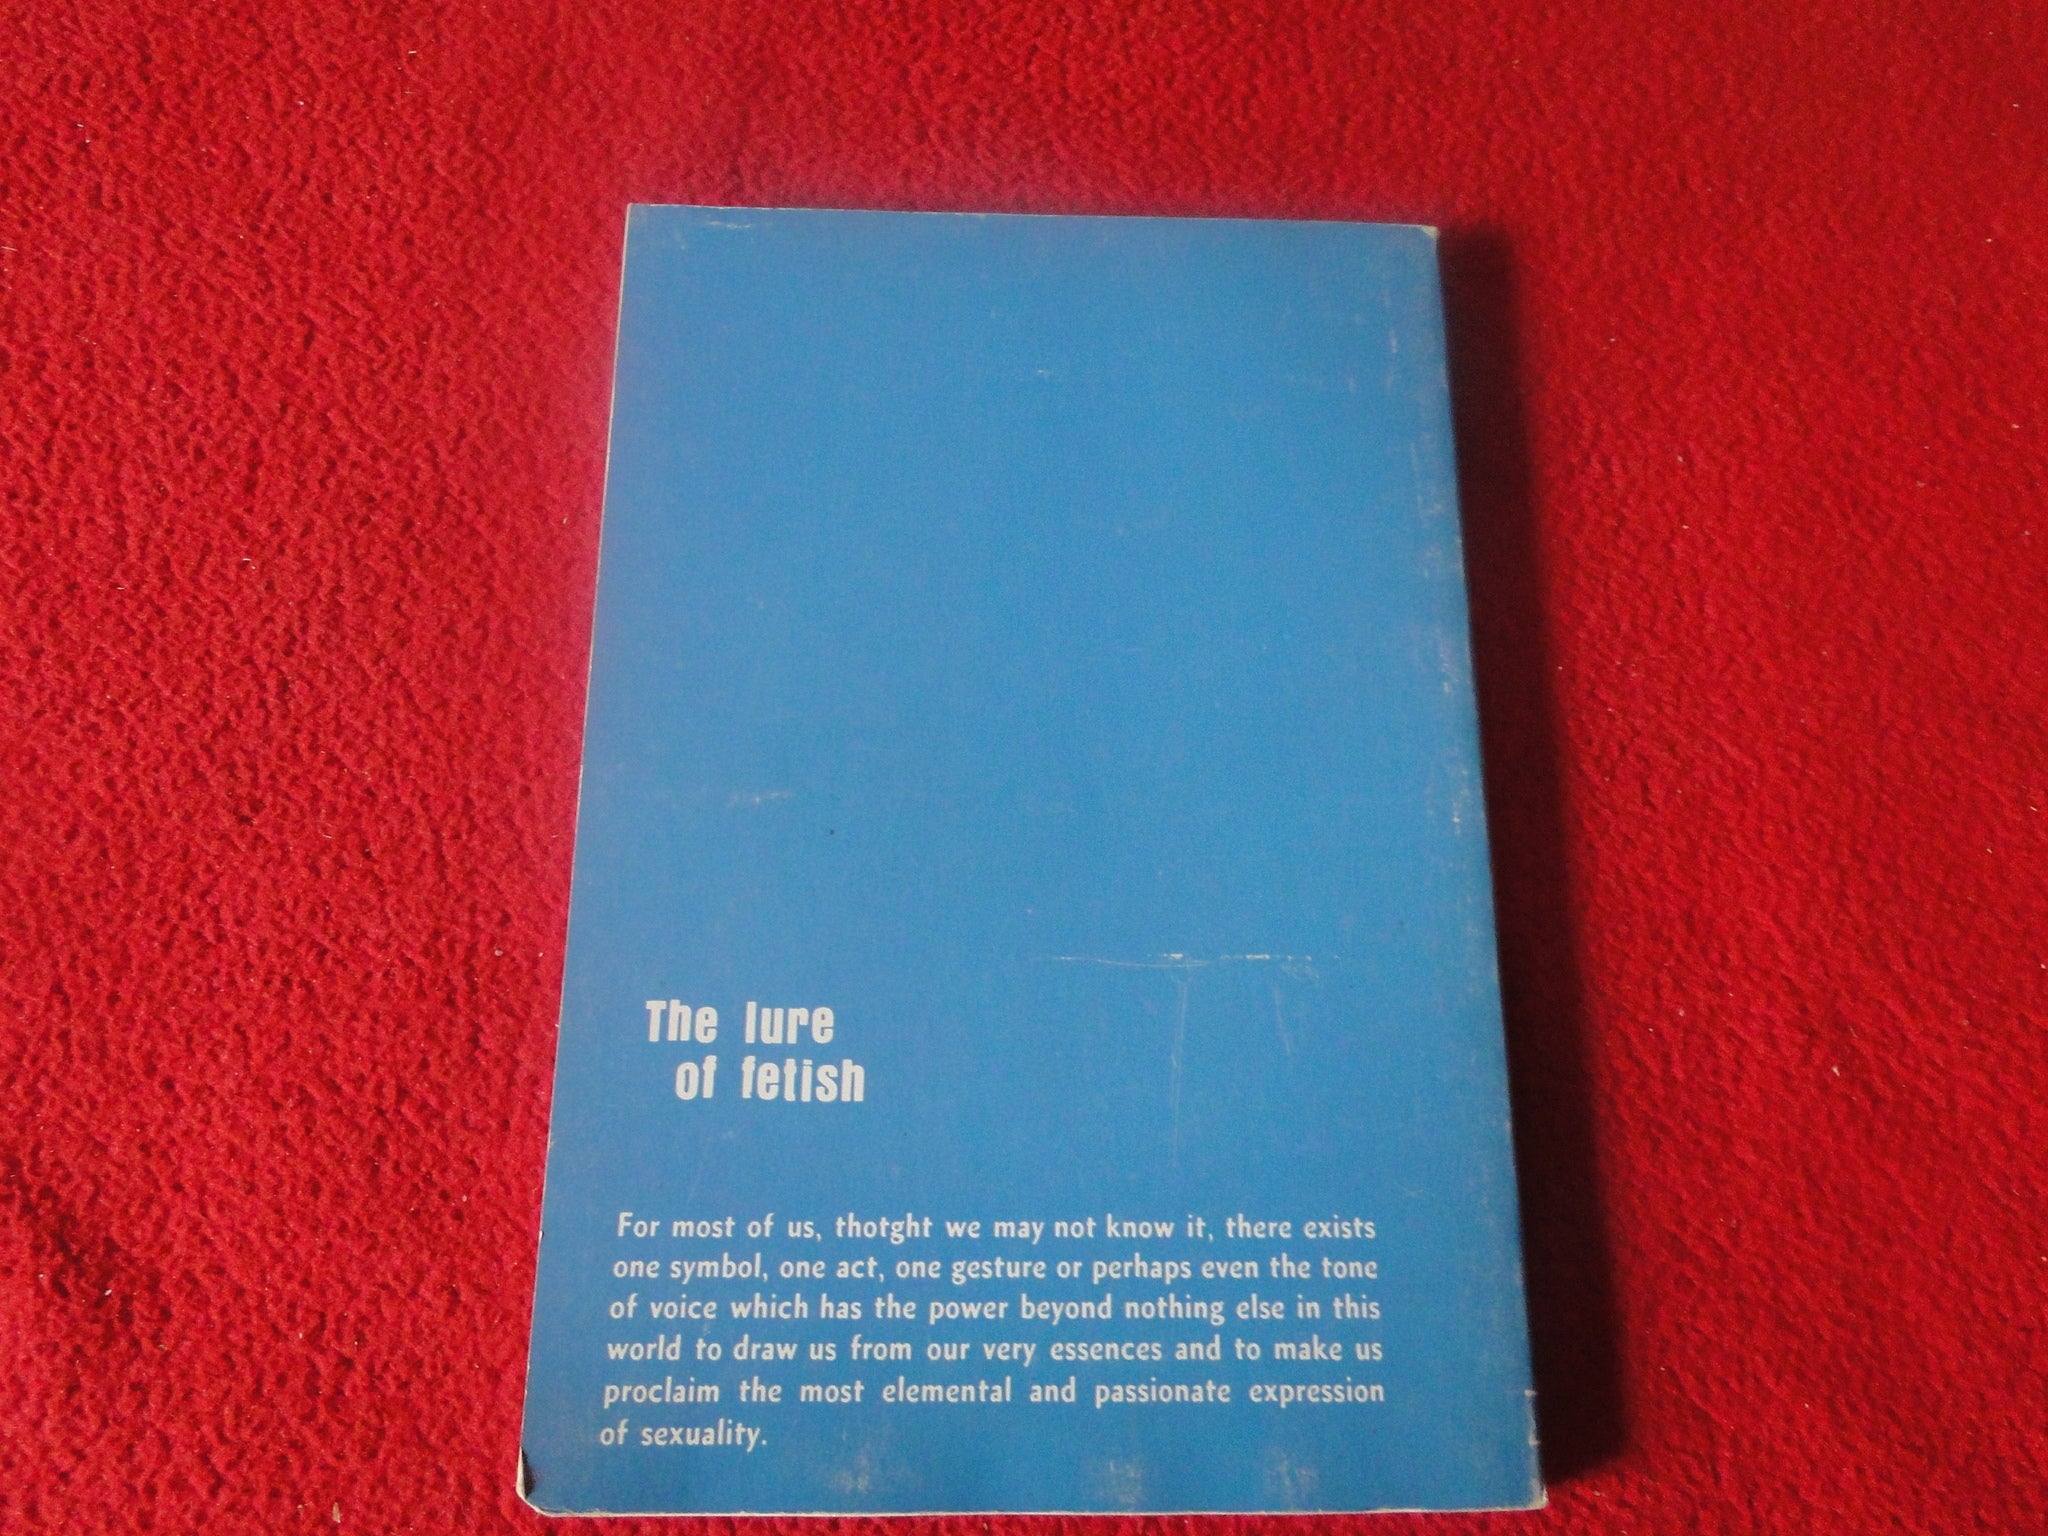 The lure
of fetish
For most of us, thotght we may not know it, there exists
one symbol, one act, one gesture or perhaps even the tone
of voice which has the power beyond nothing else in this
world to draw us from our very essences and to make us
proclaim the most elemental and passionate expression
of sexuality.